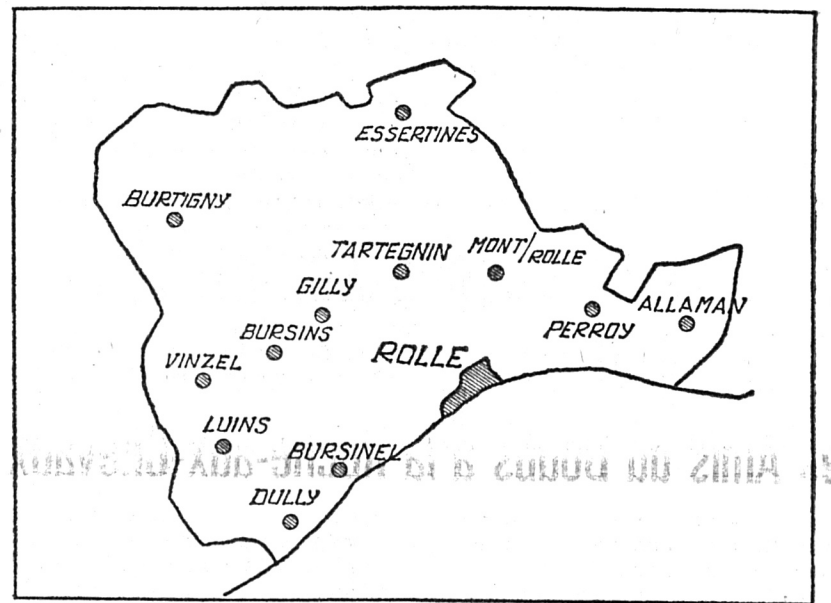 ESSERTINES
BURTIGNY
TARTEGNIN
MONT/ROLLE
GILLY
ALLAMAN
BURSINS
PERROY
ROLLE
VINZEL
LUINS
BURSINEL
DULLY